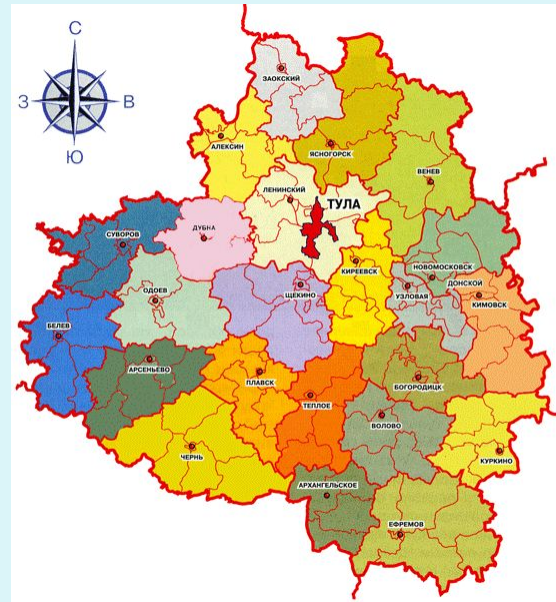 С
З
В
Ю
ЗАОКСКИЙ
АЛЕКСИН
ЯСНОГОРСК
ВЕНЕВ
ЛЕНИНСКИЙ
ТУЛА
СУВОРОВ
ДУБНА
КИРЕЕВСК
НОВОМОСКОВСК
ДОНСКОЙ
ОДОЕВ
ЩЕКИНО
УЗЛОВАЯ
КИМОВСК
БЕЛЕВ
АРСЕНЬЕВО
ПЛАВСК
БОГОРОДИЦК
ТЕПЛОЕ
ВОЛОВО
ЧЕРНЬ
КУРКИНО
АРХАНГЕЛЬСКОЕ
ЕФРЕМОВ